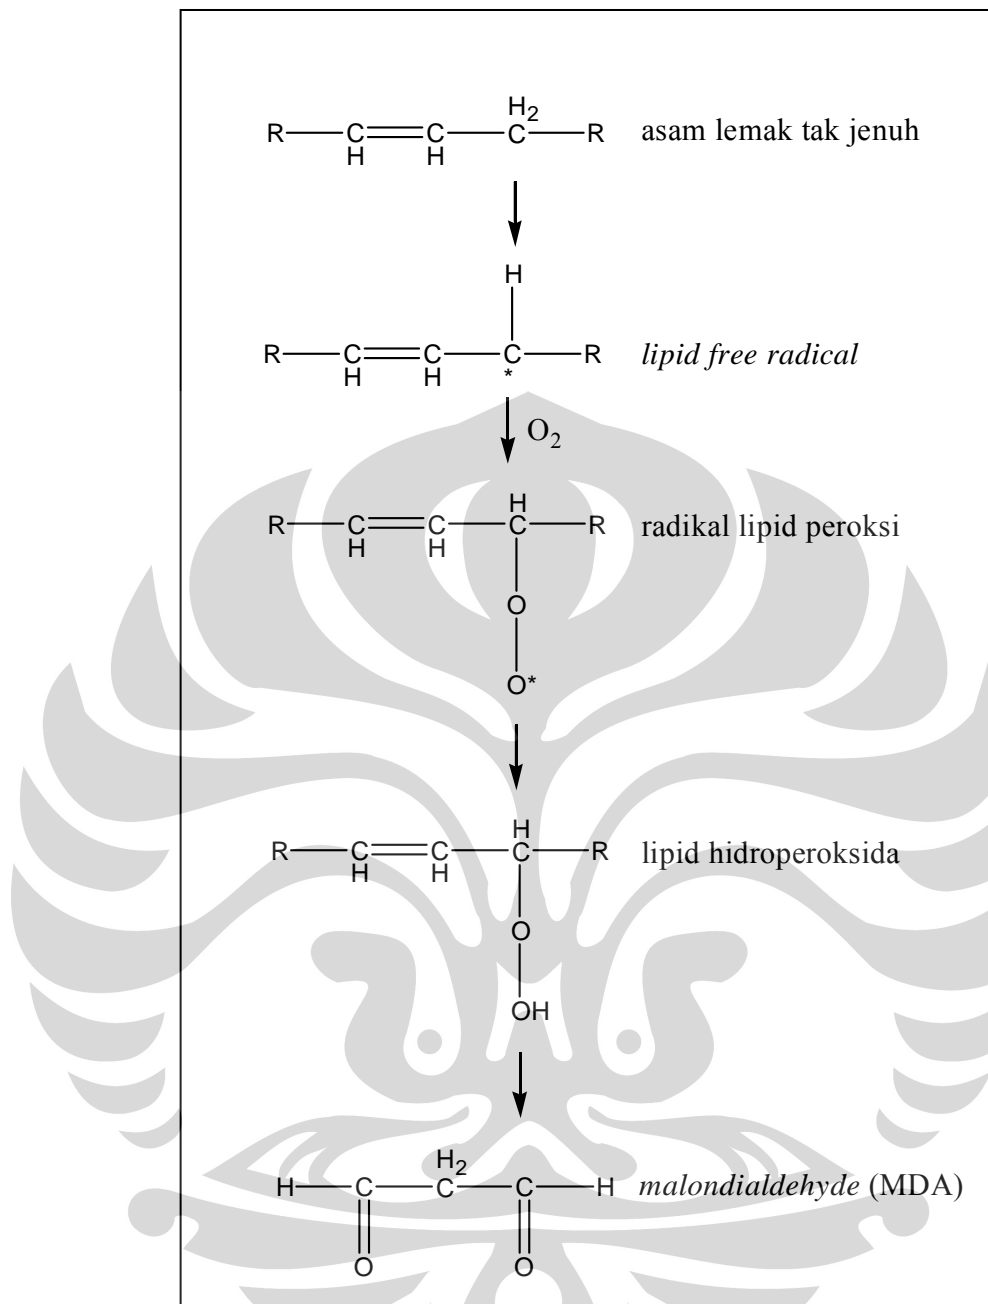 H2
R C C C R asam lemak tak jenuh
H H
H
R C C C R lipid free radical
H H *
O2
H
R C C C R radikal lipid peroksi
H H
O
O*
H
R C C C R lipid hidroperoksida
H H
O
OH
H2
H C C C H malondialdehyde (MDA)
O O